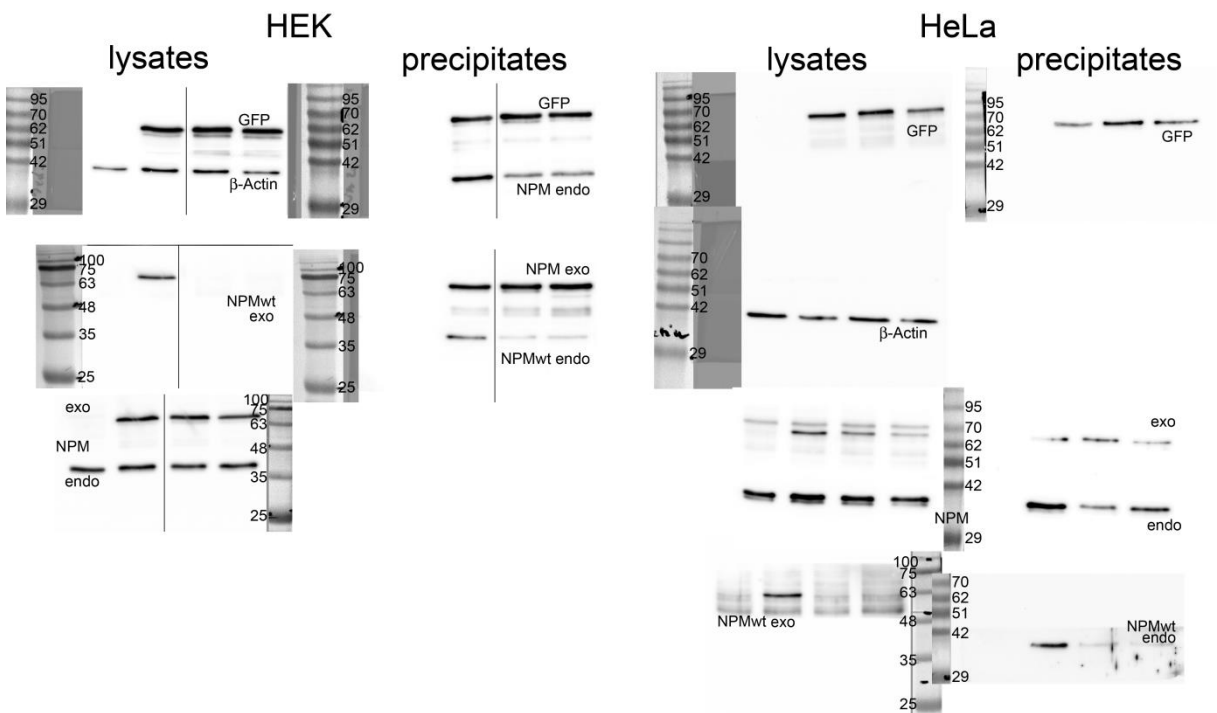 HEK
lysates
precipitates
HeLa
lysates
precipitates
95
70
62
51
42
29
GFP
β-Actin
95
70
62
51
42
29
GFP
NPM endo
100
75
63
48
35
25
NPMwt
exo
100
75
63
48
35
25
NPM exo
NPMwt endo
exo
NPM
endo
100
75
63
48
35
25
95
70
62
51
42
29
GFP
95
70
62
51
42
29
GFP
70
62
51
42
29
β-Actin
95
70
62
51
42
29
NPM
exo
endo
NPMwt exo
100
75
63
48
35
25
70
62
51
42
29
NPMwt
endo